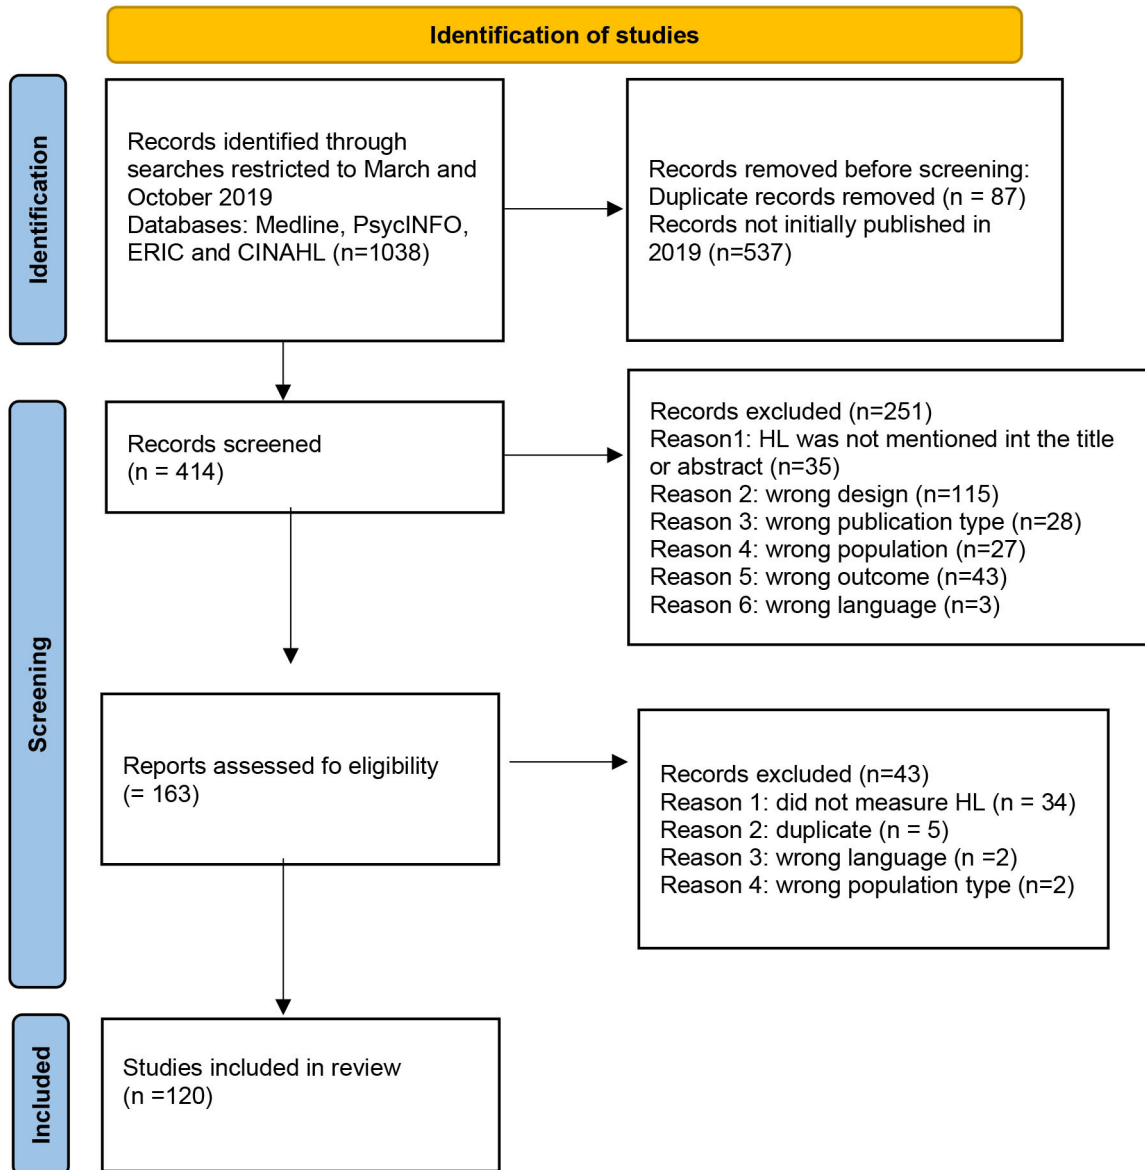 Identification of studies
Identification
Records identified through
searches restricted to March and
October 2019
Databases: Medline, PsycINFO,
ERIC and CINAHL (n=1038)
Records removed before screening:
Duplicate records removed (n = 87)
Records not initially published in
2019 (n=537)
Screening
Records screened
(n = 414)
Records excluded (n=251)
Reason1: HL was not mentioned int the title
or abstract (n=35)
Reason 2: wrong design (n=115)
Reason 3: wrong publication type (n=28)
Reason 4: wrong population (n=27)
Reason 5: wrong outcome (n=43)
Reason 6: wrong language (n=3)
Reports assessed fo eligibility
(= 163)
Records excluded (n=43)
Reason 1: did not measure HL (n = 34)
Reason 2: duplicate (n = 5)
Reason 3: wrong language (n =2)
Reason 4: wrong population type (n=2)
Included
Studies included in review
(n =120)